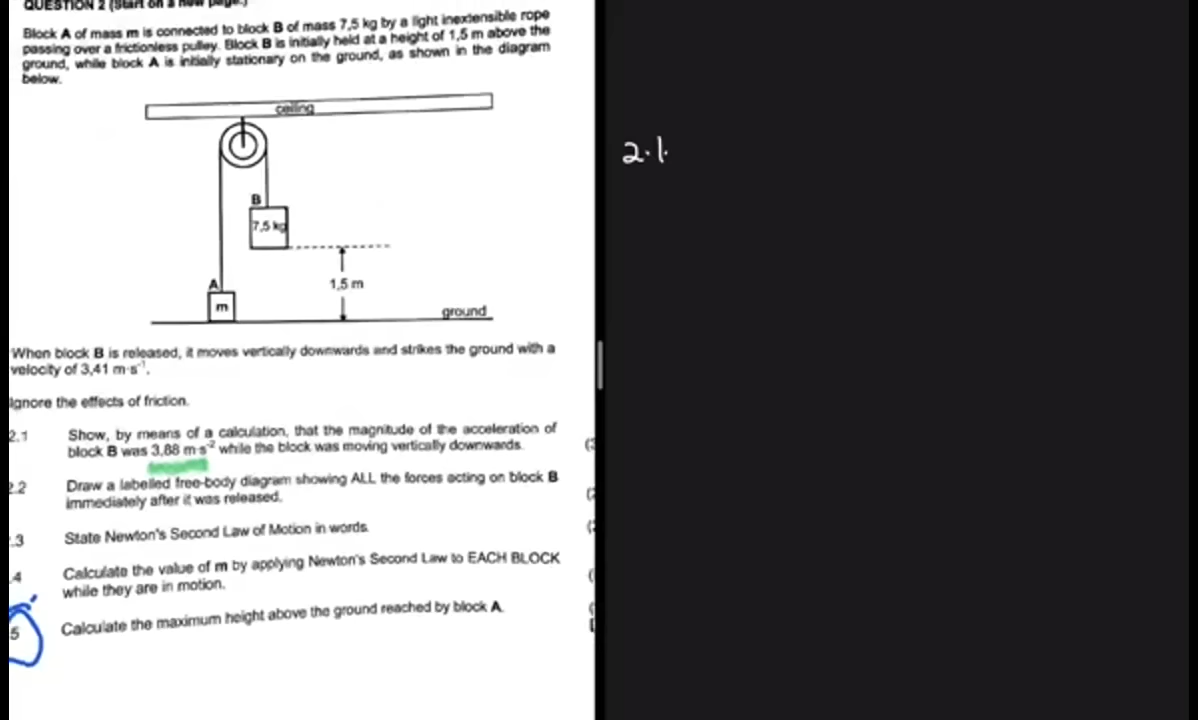 QUESTION 2 (Start on a new page.)
Block A of mass m is connected to block B of mass 7,5 kg by a light inextensible rope
passing over a frictionless pulley. Block B is initially held at a height of 1,5 m above the
ground, while block A is initially stationary on the ground, as shown in the diagram
below.
ceiling
B
7,5 kg
A
1,5 m
m
ground
When block B is released, it moves vertically downwards and strikes the ground with a
velocity of 3,41 m·s⁻¹.
Ignore the effects of friction.
2.1 Show, by means of a calculation, that the magnitude of the acceleration of
block B was 3,88 m·s⁻² while the block was moving vertically downwards. (3
2.2 Draw a labelled free-body diagram showing ALL the forces acting on block B
immediately after it was released.
.3 State Newton's Second Law of Motion in words.
.4 Calculate the value of m by applying Newton's Second Law to EACH BLOCK
while they are in motion.
5 Calculate the maximum height above the ground reached by block A.
2.1.